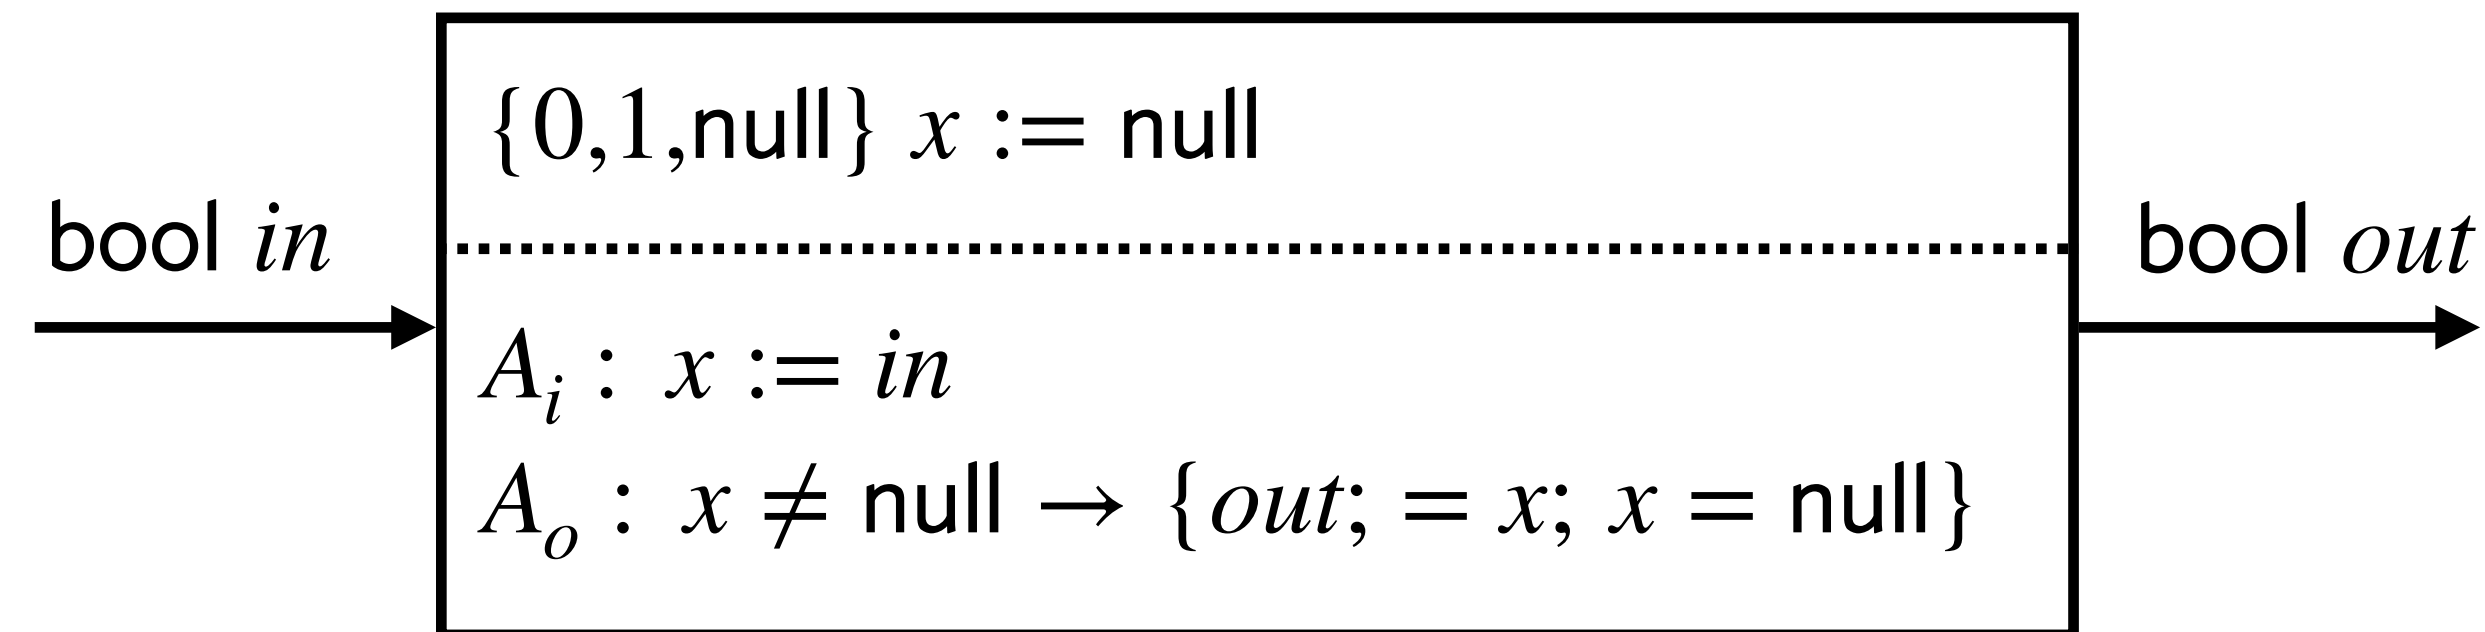 {0,1,null} x := null
bool in
bool out
A_i : x := in
A_o : x ≠ null → {out; = x; x = null}